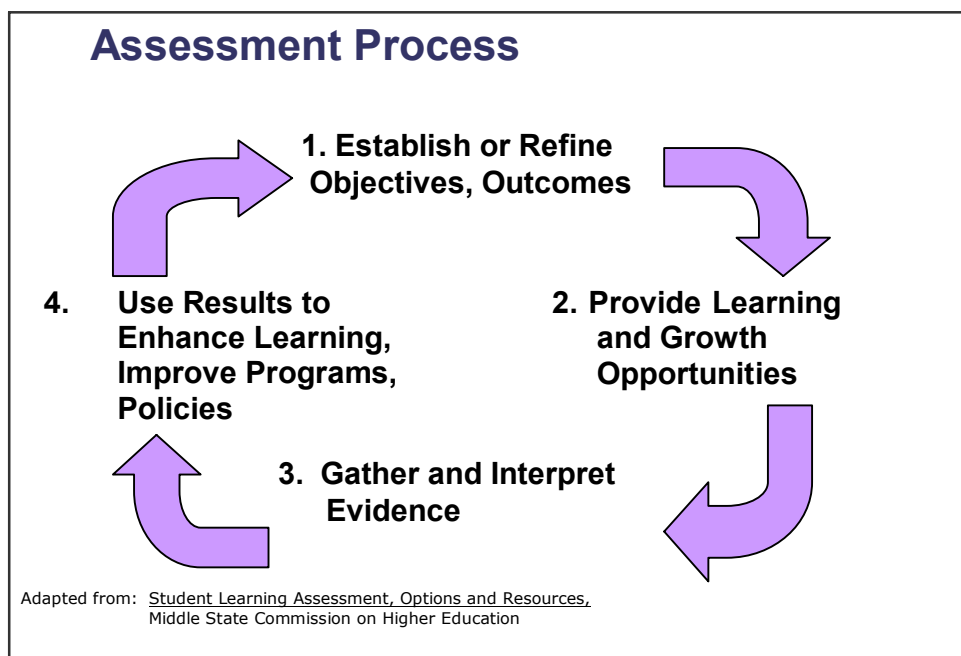 Assessment Process
1. Establish or Refine
Objectives, Outcomes
2. Provide Learning
and Growth
Opportunities
3. Gather and Interpret
Evidence
4. Use Results to
Enhance Learning,
Improve Programs,
Policies
Adapted from: Student Learning Assessment, Options and Resources,
Middle State Commission on Higher Education